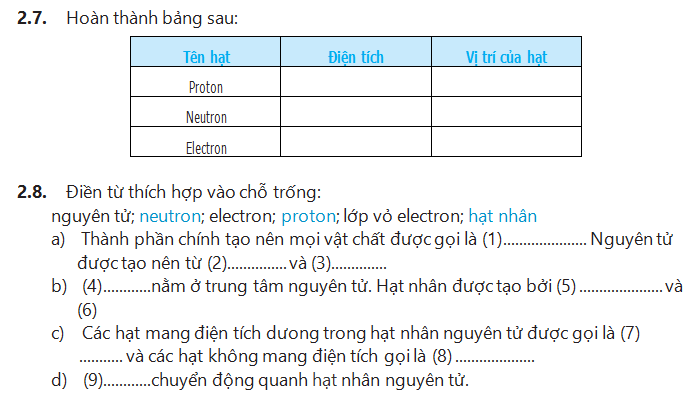 2.7. Hoàn thành bảng sau:
Tên hạt Điện tích Vị trí của hạt
Proton
Neutron
Electron
2.8. Điền từ thích hợp vào chỗ trống:
nguyên tử; neutron; electron; proton; lớp vỏ electron; hạt nhân
a) Thành phần chính tạo nên mọi vật chất được gọi là (1)..................... Nguyên tử
được tạo nên từ (2)............... và (3)..............
b) (4)............nằm ở trung tâm nguyên tử. Hạt nhân được tạo bởi (5) ..................... và
(6)
c) Các hạt mang điện tích dương trong hạt nhân nguyên tử được gọi là (7)
........... và các hạt không mang điện tích gọi là (8) ....................
d) (9)............chuyển động quanh hạt nhân nguyên tử.